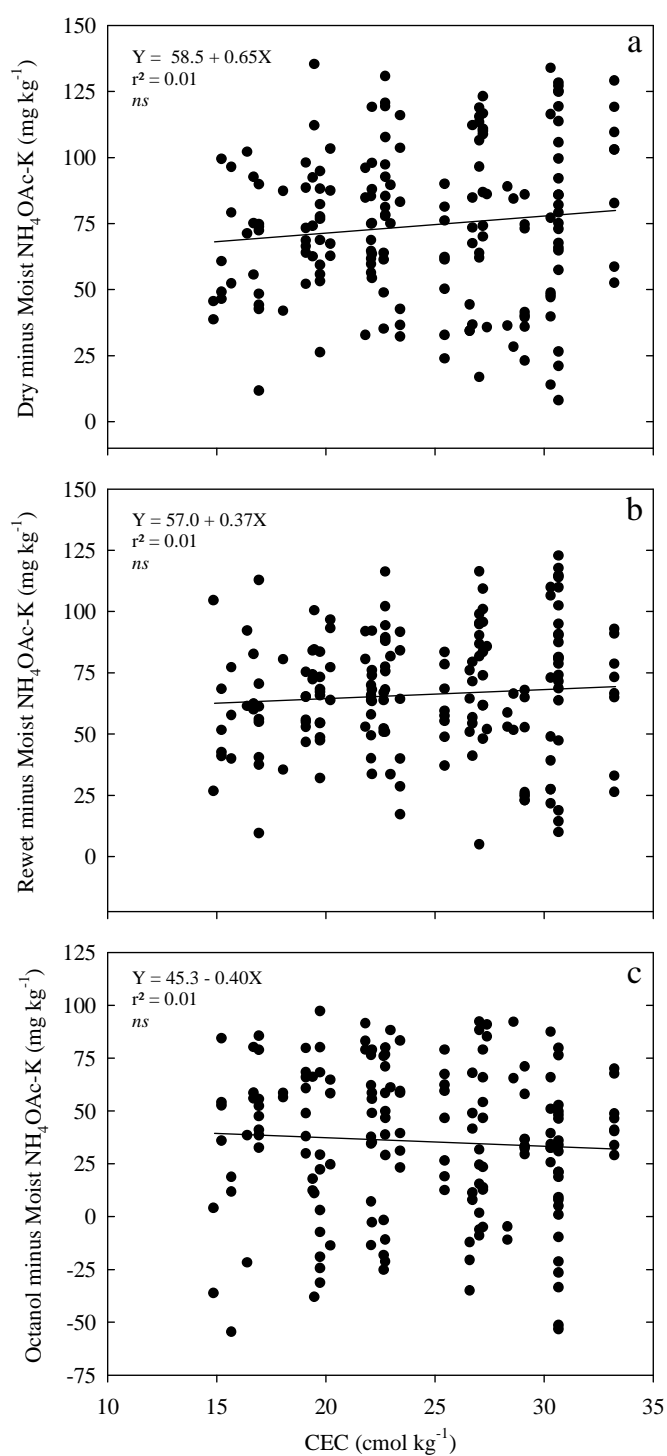 a
Y =  58.5 + 0.65X
r² = 0.01
ns
Dry minus Moist NH₄OAc-K (mg kg⁻¹)
150
125
100
75
50
25
0
b
Y = 57.0 + 0.37X
r² = 0.01
ns
Rewet minus Moist NH₄OAc-K (mg kg⁻¹)
150
125
100
75
50
25
0
c
Y = 45.3 - 0.40X
r² = 0.01
ns
Octanol minus Moist NH₄OAc-K (mg kg⁻¹)
125
100
75
50
25
0
-25
-50
-75
10 15 20 25 30 35
CEC (cmol kg⁻¹)